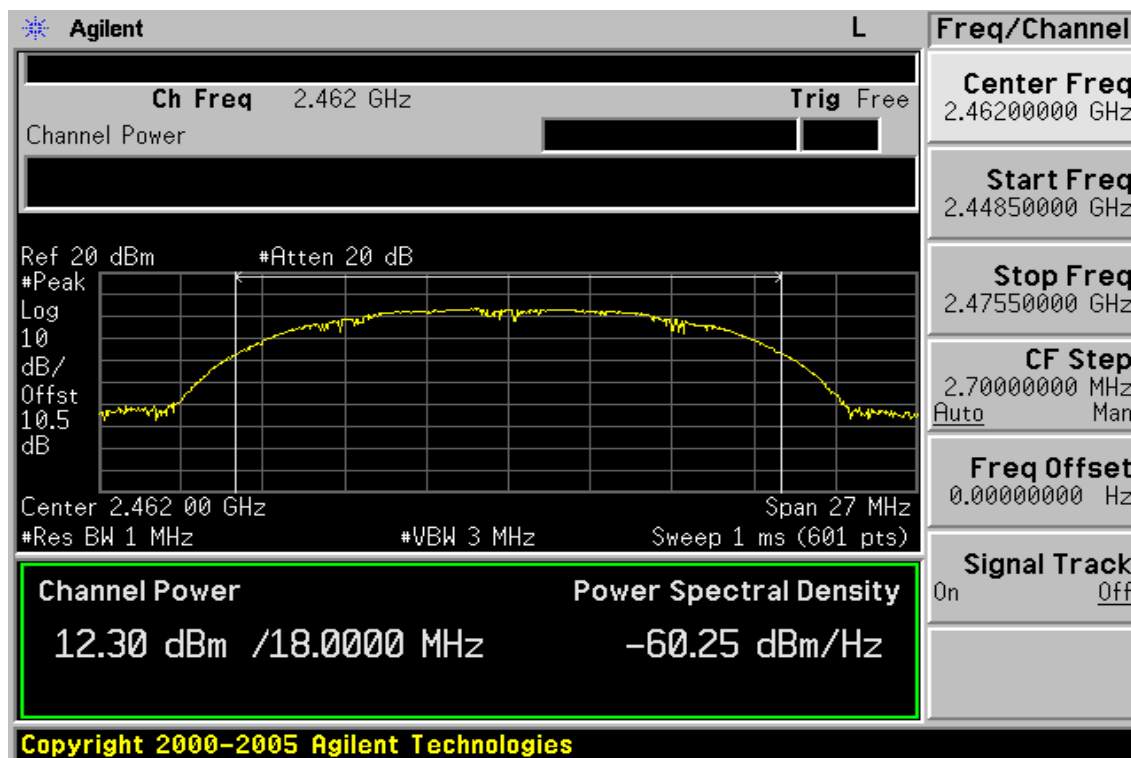 Agilent L Freq/Channel
Ch Freq 2.462 GHz Trig Free
Channel Power
Center Freq
2.46200000 GHz
Start Freq
2.44850000 GHz
Ref 20 dBm #Atten 20 dB
#Peak
Log
10
dB/
Offst
10.5
dB
Stop Freq
2.47550000 GHz
CF Step
2.70000000 MHz
Auto Man
Freq Offset
0.00000000 Hz
Center 2.462 00 GHz Span 27 MHz
#Res BW 1 MHz #VBW 3 MHz Sweep 1 ms (601 pts)
Signal Track
On Off
Channel Power Power Spectral Density
12.30 dBm /18.0000 MHz -60.25 dBm/Hz
Copyright 2000-2005 Agilent Technologies